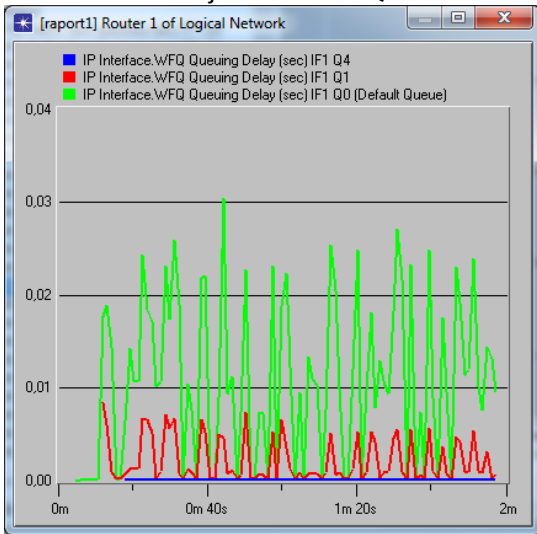 [raport1] Router 1 of Logical Network
IP Interface.WFQ Queuing Delay (sec) IF1 Q4
IP Interface.WFQ Queuing Delay (sec) IF1 Q1
IP Interface.WFQ Queuing Delay (sec) IF1 Q0 (Default Queue)
0,04
0,03
0,02
0,01
0,00
0m 0m 40s 1m 20s 2m